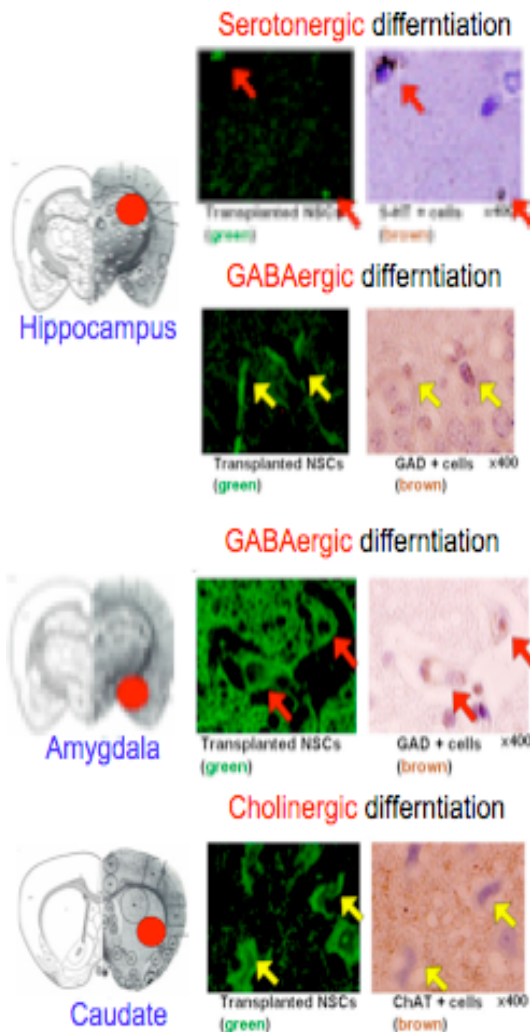 Serotonergic differntiation
Transplanted NSCs
(green)
5-HT + cells ×400
(brown)
Hippocampus
GABAergic differntiation
Transplanted NSCs
(green)
GAD + cells ×400
(brown)
GABAergic differntiation
Amygdala
Transplanted NSCs
(green)
GAD + cells ×400
(brown)
Cholinergic differntiation
Caudate
Transplanted NSCs
(green)
ChAT + cells ×400
(brown)